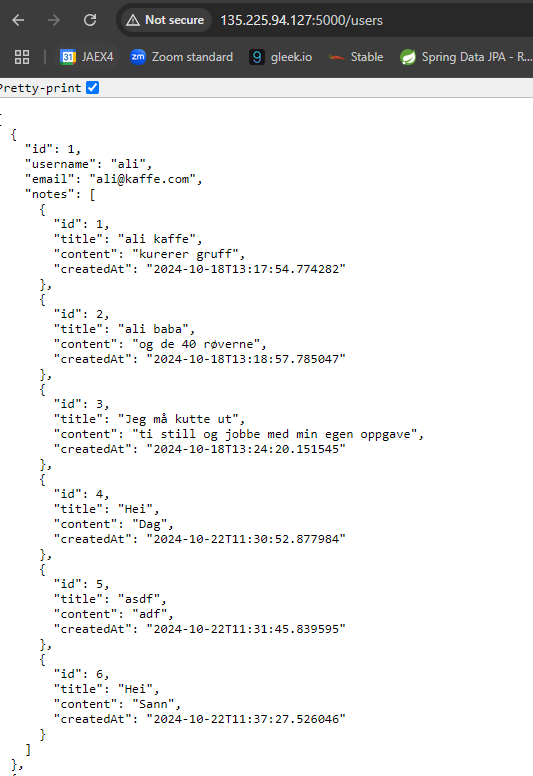 Not secure 135.225.94.127:5000/users
31 JAEX4 zm Zoom standard 9 gleek.io Stable Spring Data JPA - R...
Pretty-print
[
{
"id": 1,
"username": "ali",
"email": "ali@kaffe.com",
"notes": [
{
"id": 1,
"title": "ali kaffe",
"content": "kurerer gruff",
"createdAt": "2024-10-18T13:17:54.774282"
},
{
"id": 2,
"title": "ali baba",
"content": "og de 40 røverne",
"createdAt": "2024-10-18T13:18:57.785047"
},
{
"id": 3,
"title": "Jeg må kutte ut",
"content": "ti still og jobbe med min egen oppgave",
"createdAt": "2024-10-18T13:24:20.151545"
},
{
"id": 4,
"title": "Hei",
"content": "Dag",
"createdAt": "2024-10-22T11:30:52.877984"
},
{
"id": 5,
"title": "asdf",
"content": "adf",
"createdAt": "2024-10-22T11:31:45.839595"
},
{
"id": 6,
"title": "Hei",
"content": "Sann",
"createdAt": "2024-10-22T11:37:27.526046"
}
]
},